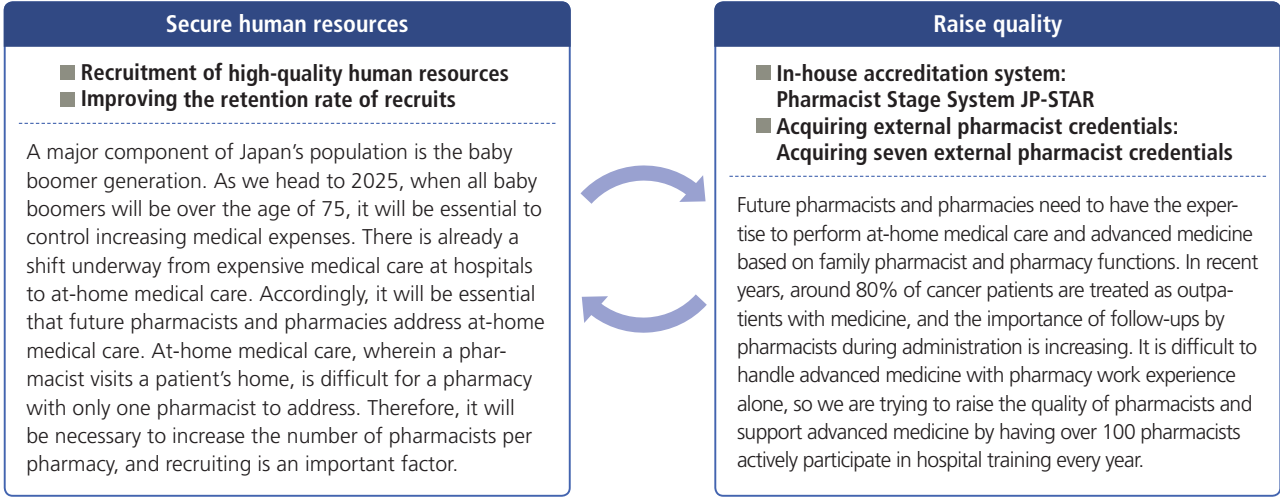 Secure human resources
■ Recruitment of high-quality human resources
■ Improving the retention rate of recruits
A major component of Japan’s population is the baby
boomer generation. As we head to 2025, when all baby
boomers will be over the age of 75, it will be essential to
control increasing medical expenses. There is already a
shift underway from expensive medical care at hospitals
to at-home medical care. Accordingly, it will be essential
that future pharmacists and pharmacies address at-home
medical care. At-home medical care, wherein a phar-
macist visits a patient’s home, is difficult for a pharmacy
with only one pharmacist to address. Therefore, it will
be necessary to increase the number of pharmacists per
pharmacy, and recruiting is an important factor.
Raise quality
■ In-house accreditation system:
Pharmacist Stage System JP-STAR
■ Acquiring external pharmacist credentials:
Acquiring seven external pharmacist credentials
Future pharmacists and pharmacies need to have the exper-
tise to perform at-home medical care and advanced medicine
based on family pharmacist and pharmacy functions. In recent
years, around 80% of cancer patients are treated as outpa-
tients with medicine, and the importance of follow-ups by
pharmacists during administration is increasing. It is difficult to
handle advanced medicine with pharmacy work experience
alone, so we are trying to raise the quality of pharmacists and
support advanced medicine by having over 100 pharmacists
actively participate in hospital training every year.